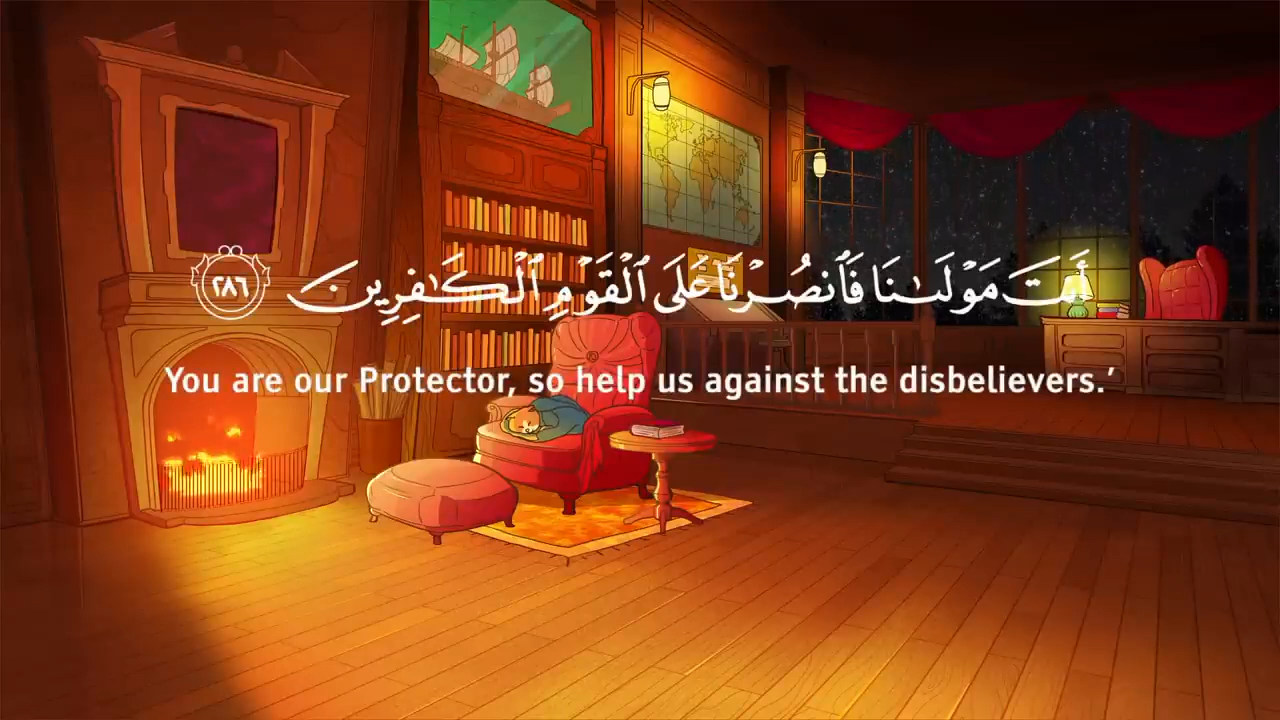 أَنتَ مَوْلَىٰنَا فَٱنصُرْنَا عَلَى ٱلْقَوْمِ ٱلْكَـٰفِرِينَ ٢٨٦
You are our Protector, so help us against the disbelievers.’